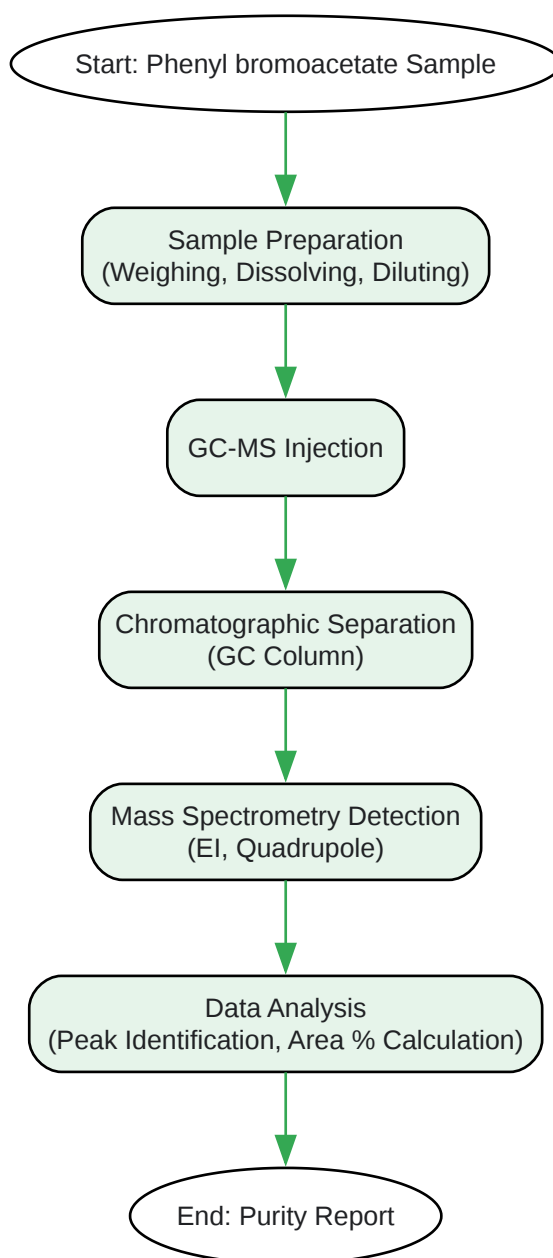 Start: Phenyl bromoacetate Sample
Sample Preparation
(Weighing, Dissolving, Diluting)
GC-MS Injection
Chromatographic Separation
(GC Column)
Mass Spectrometry Detection
(EI, Quadrupole)
Data Analysis
(Peak Identification, Area % Calculation)
End: Purity Report